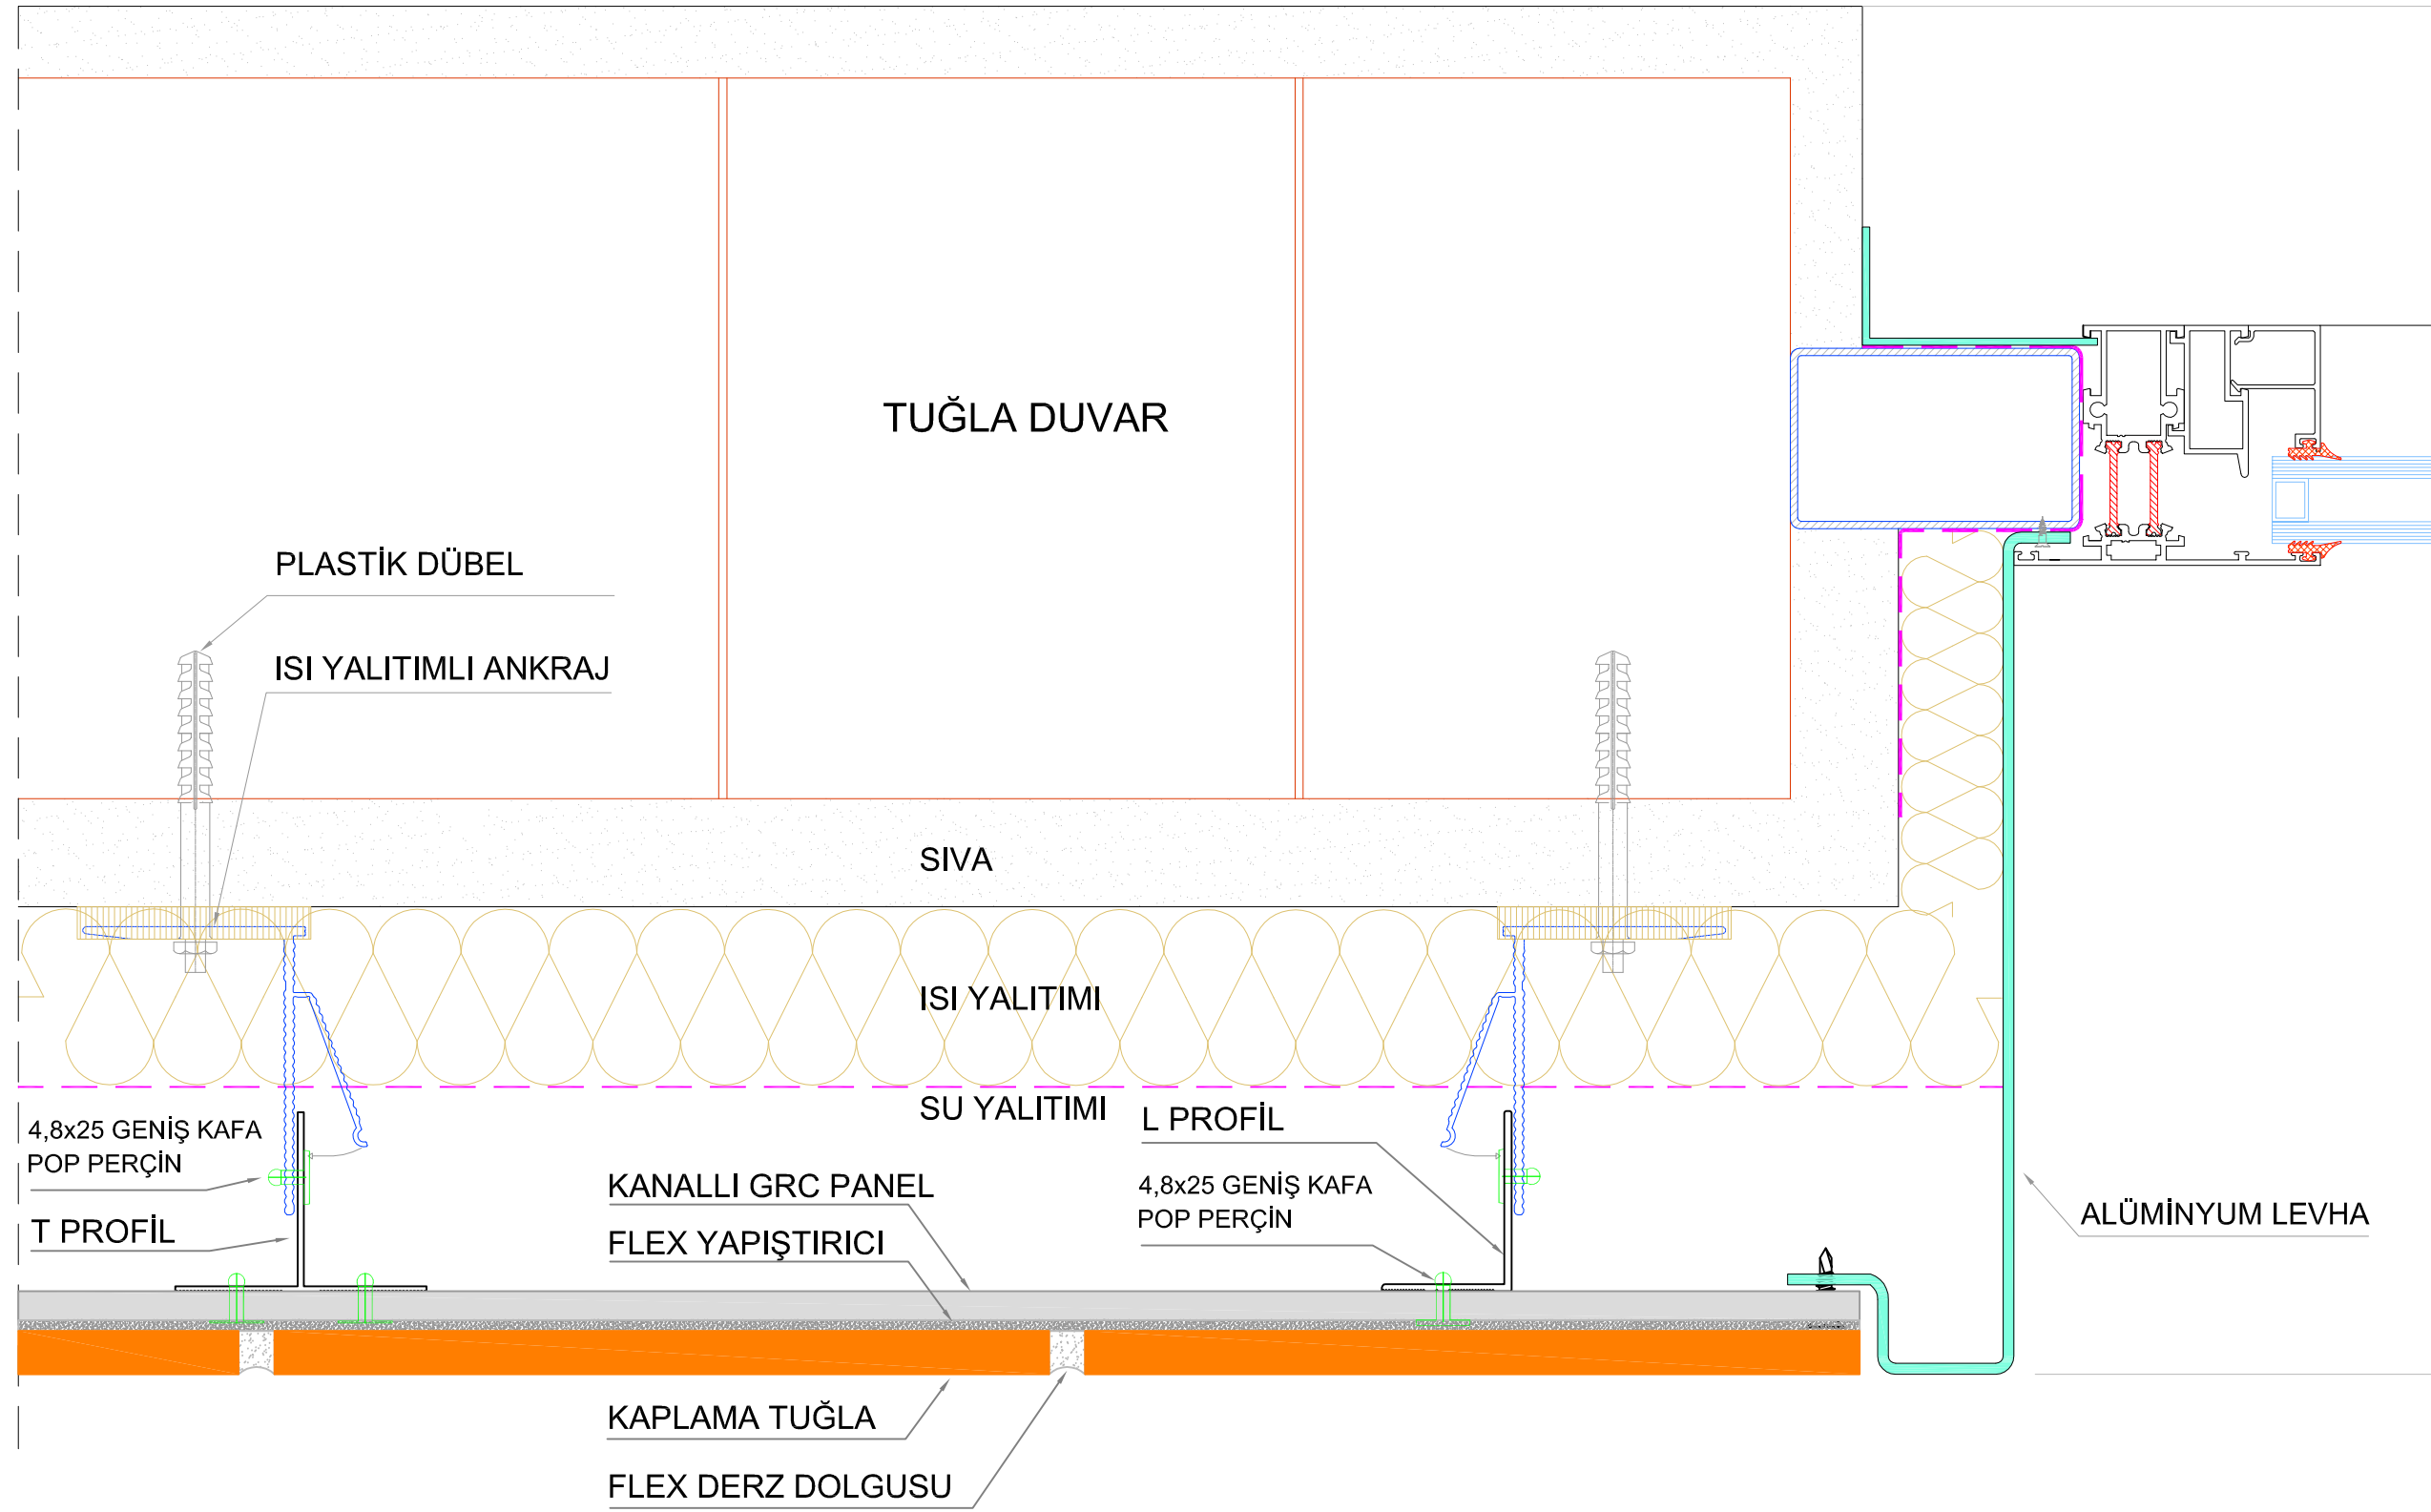 TUĞLA DUVAR
PLASTİK DÜBEL
ISI YALITIMLI ANKRAJ
SIVA
ISI YALITIMI
SU YALITIMI
4,8x25 GENİŞ KAFA
POP PERÇİN
T PROFİL
L PROFİL
4,8x25 GENİŞ KAFA
POP PERÇİN
KANALLI GRC PANEL
FLEX YAPIŞTIRICI
ALÜMİNYUM LEVHA
KAPLAMA TUĞLA
FLEX DERZ DOLGUSU